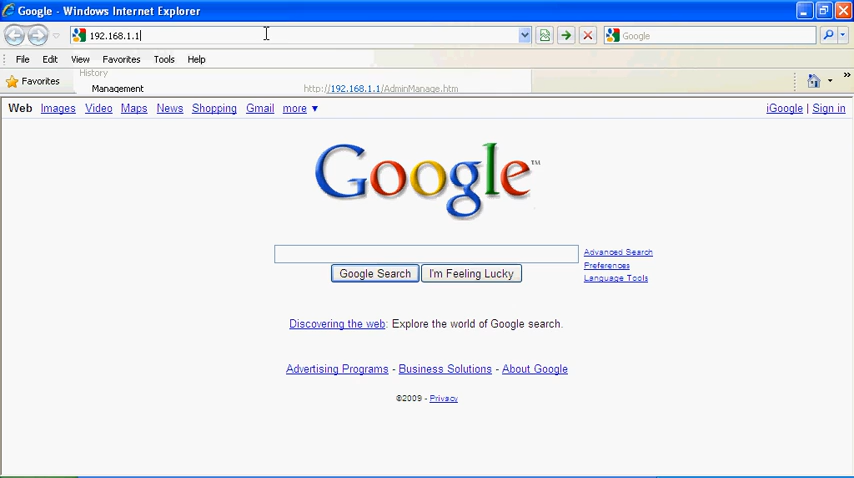 Google - Windows Internet Explorer
192.168.1.1
Google
File Edit View Favorites Tools Help
Favorites
History
Management http://192.168.1.1/AdminManage.htm
Web Images Video Maps News Shopping Gmail more ▼ iGoogle | Sign in
Google™
Advanced Search
Preferences
Language Tools
Google Search I'm Feeling Lucky
Discovering the web: Explore the world of Google search.
Advertising Programs - Business Solutions - About Google
©2009 - Privacy